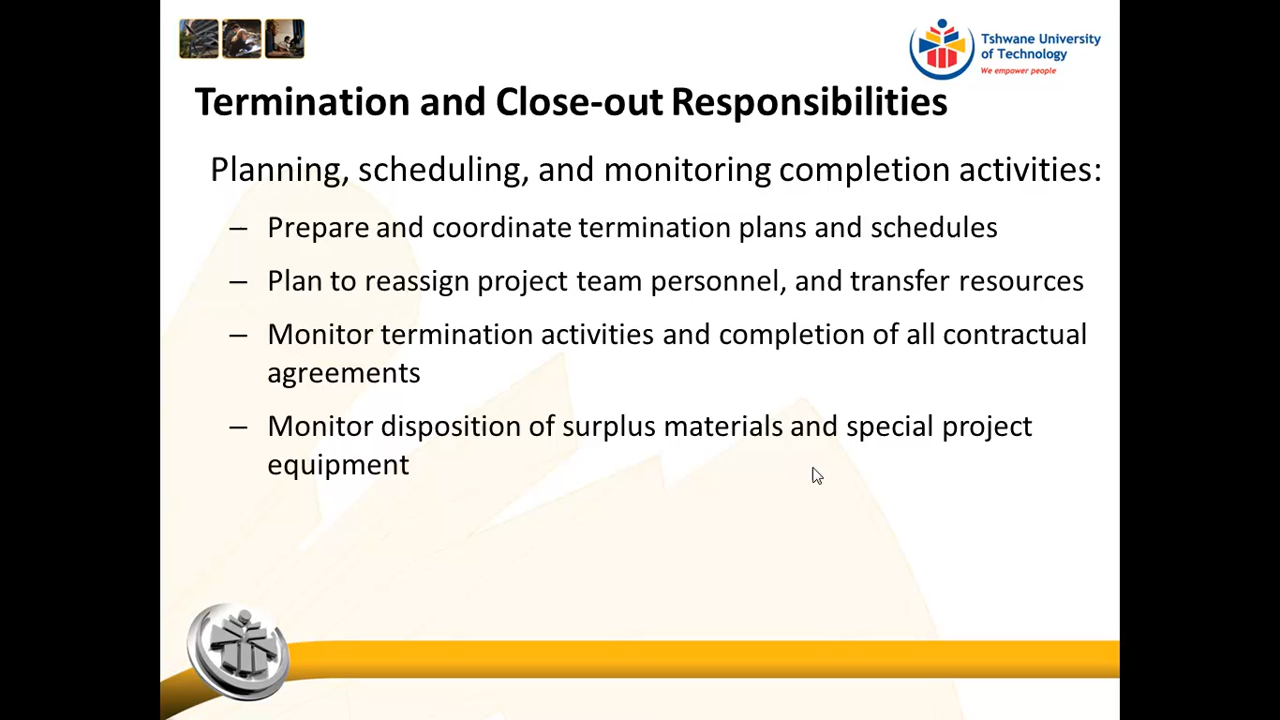 Tshwane University
of Technology
We empower people
Termination and Close-out Responsibilities
Planning, scheduling, and monitoring completion activities:
– Prepare and coordinate termination plans and schedules
– Plan to reassign project team personnel, and transfer resources
– Monitor termination activities and completion of all contractual
agreements
– Monitor disposition of surplus materials and special project
equipment